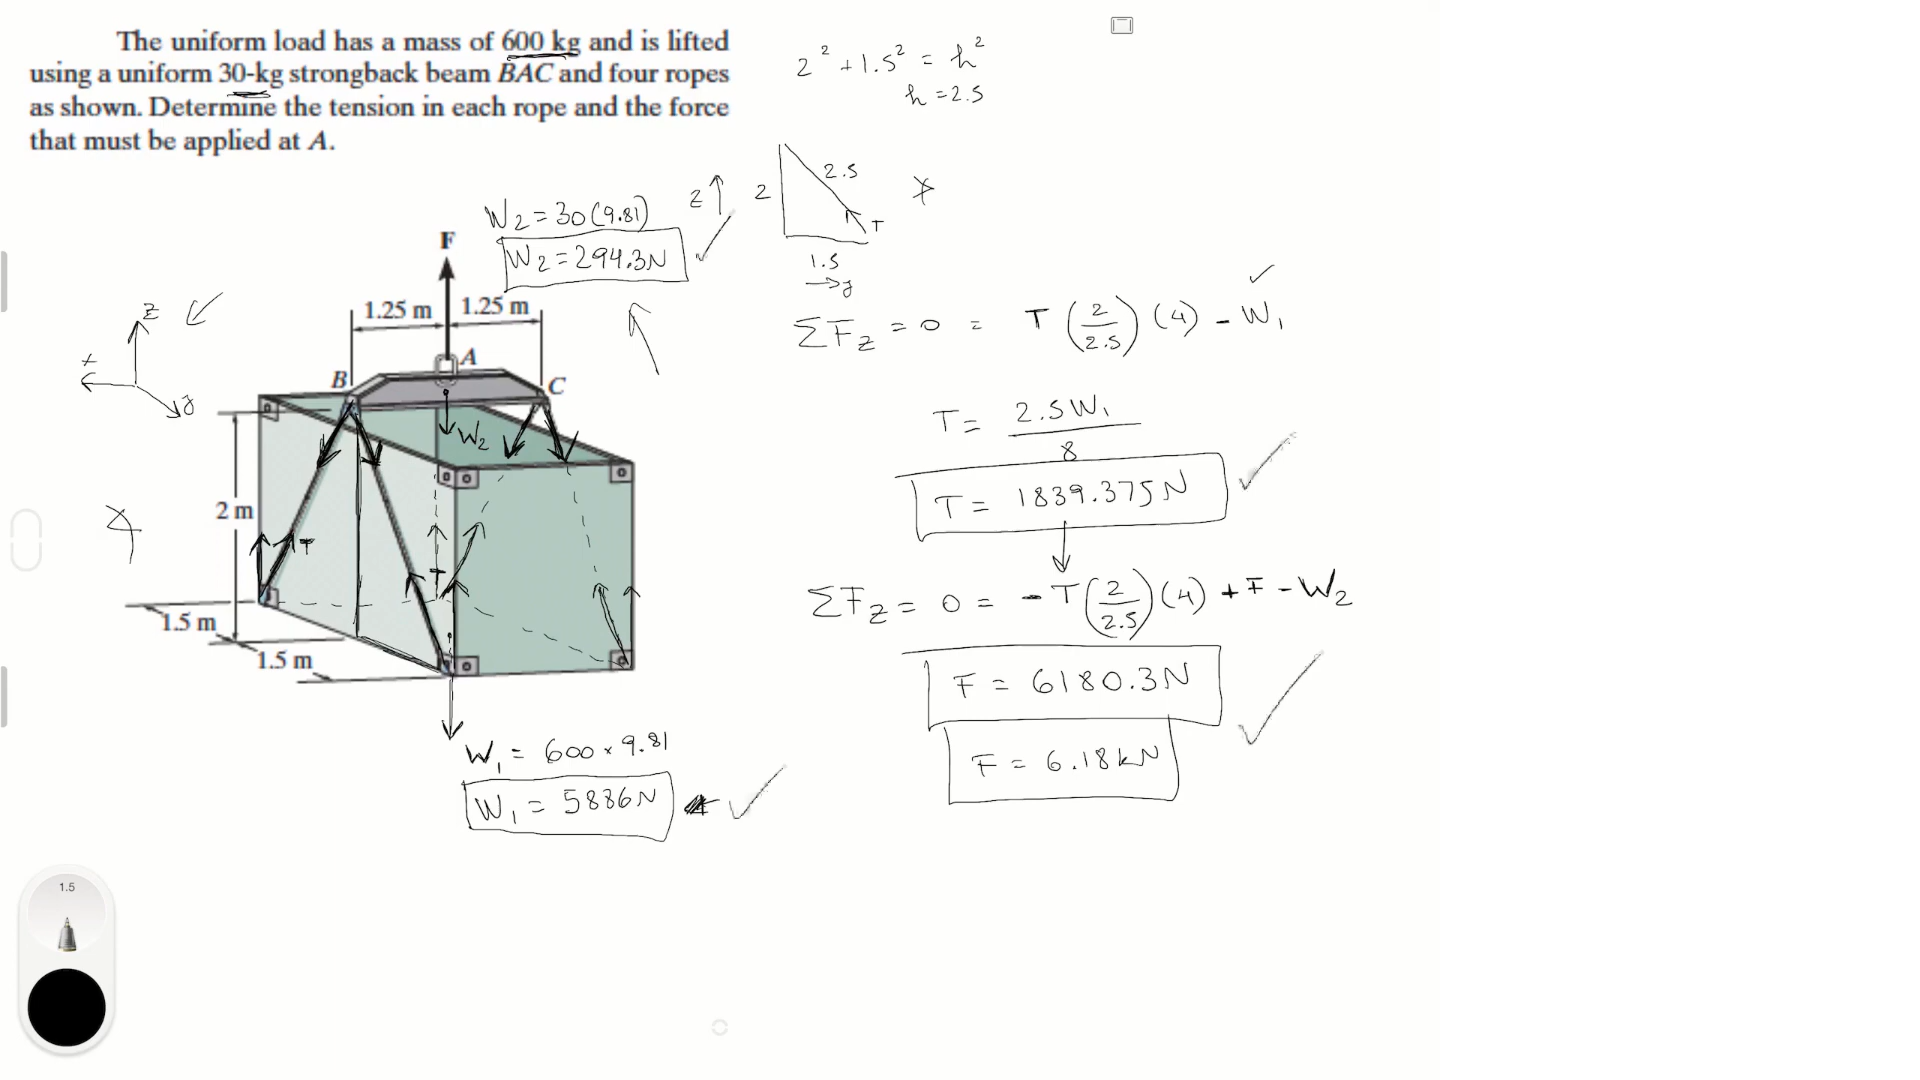 The uniform load has a mass of 600 kg and is lifted
using a uniform 30-kg strongback beam BAC and four ropes
as shown. Determine the tension in each rope and the force
that must be applied at A.
2² + 1.5² = h²
h = 2.5
W2 = 30(9.81)
W2 = 294.3N
z
2
2.5
T
1.5
y
F
1.25 m
1.25 m
A
B
C
W2
z
x
y
2 m
T
T
1.5 m
1.5 m
W1 = 600 × 9.81
W1 = 5886N
ΣFz = 0 = T(2/2.5)(4) - W1
T = 2.5W1/8
T = 1839.375N
ΣFz = 0 = -T(2/2.5)(4) + F - W2
F = 6180.3N
F = 6.18kN
1.5